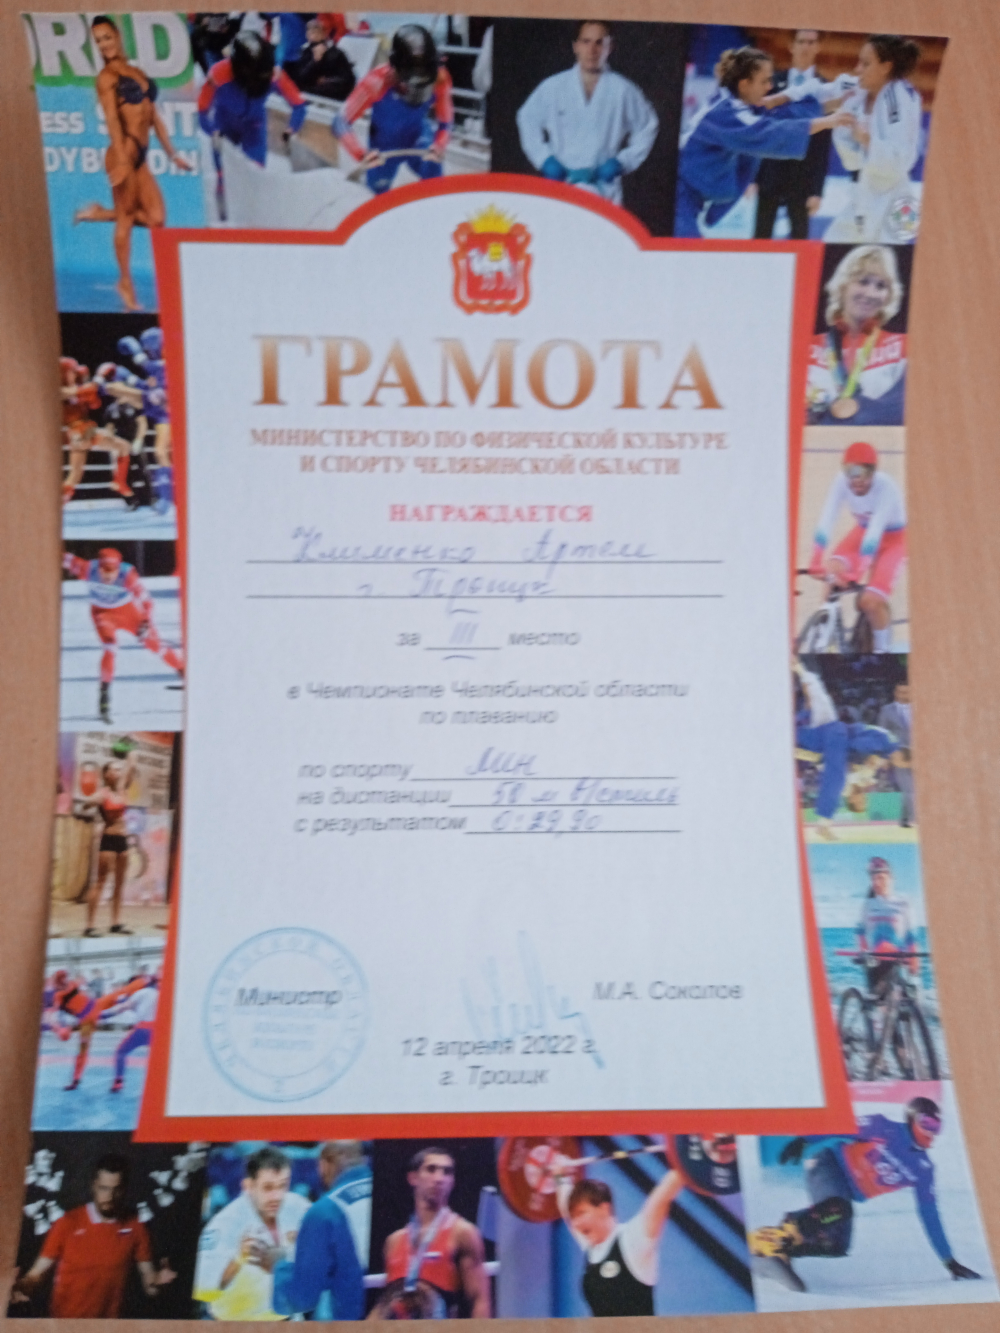 ГРАМОТА
МИНИСТЕРСТВО ПО ФИЗИЧЕСКОЙ КУЛЬТУРЕ
И СПОРТУ ЧЕЛЯБИНСКОЙ ОБЛАСТИ
НАГРАЖДАЕТСЯ
Клименко Артем
г. Троицк
за III место
в Чемпионате Челябинской области
по плаванию
по спорту ЛИН
на дистанции 50 м в/стиль
с результатом 0:29,90
Министр
М.А. Соколов
12 апреля 2022 г.
г. Троицк